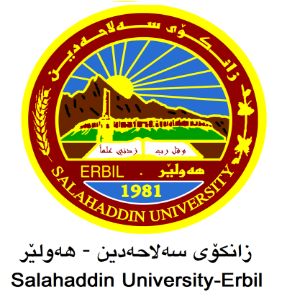 زانكۆی سەلاحەدین
وقل رب زدني علماً
ERBIL . هەولێر
1981
SALAHADDIN UNIVERSITY
زانكۆی سەلاحەدین - هەولێر
Salahaddin University-Erbil